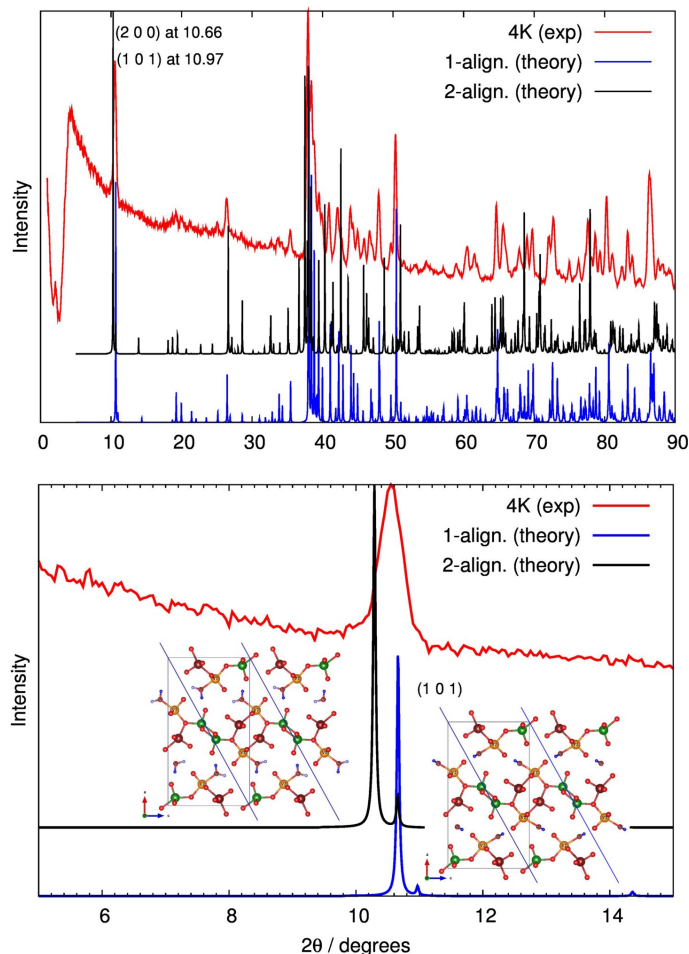 (2 0 0) at 10.66
(1 0 1) at 10.97
4K (exp)
1-align. (theory)
2-align. (theory)
Intensity
0 10 20 30 40 50 60 70 80 90
4K (exp)
1-align. (theory)
2-align. (theory)
(1 0 1)
Intensity
6 8 10 12 14
2θ / degrees